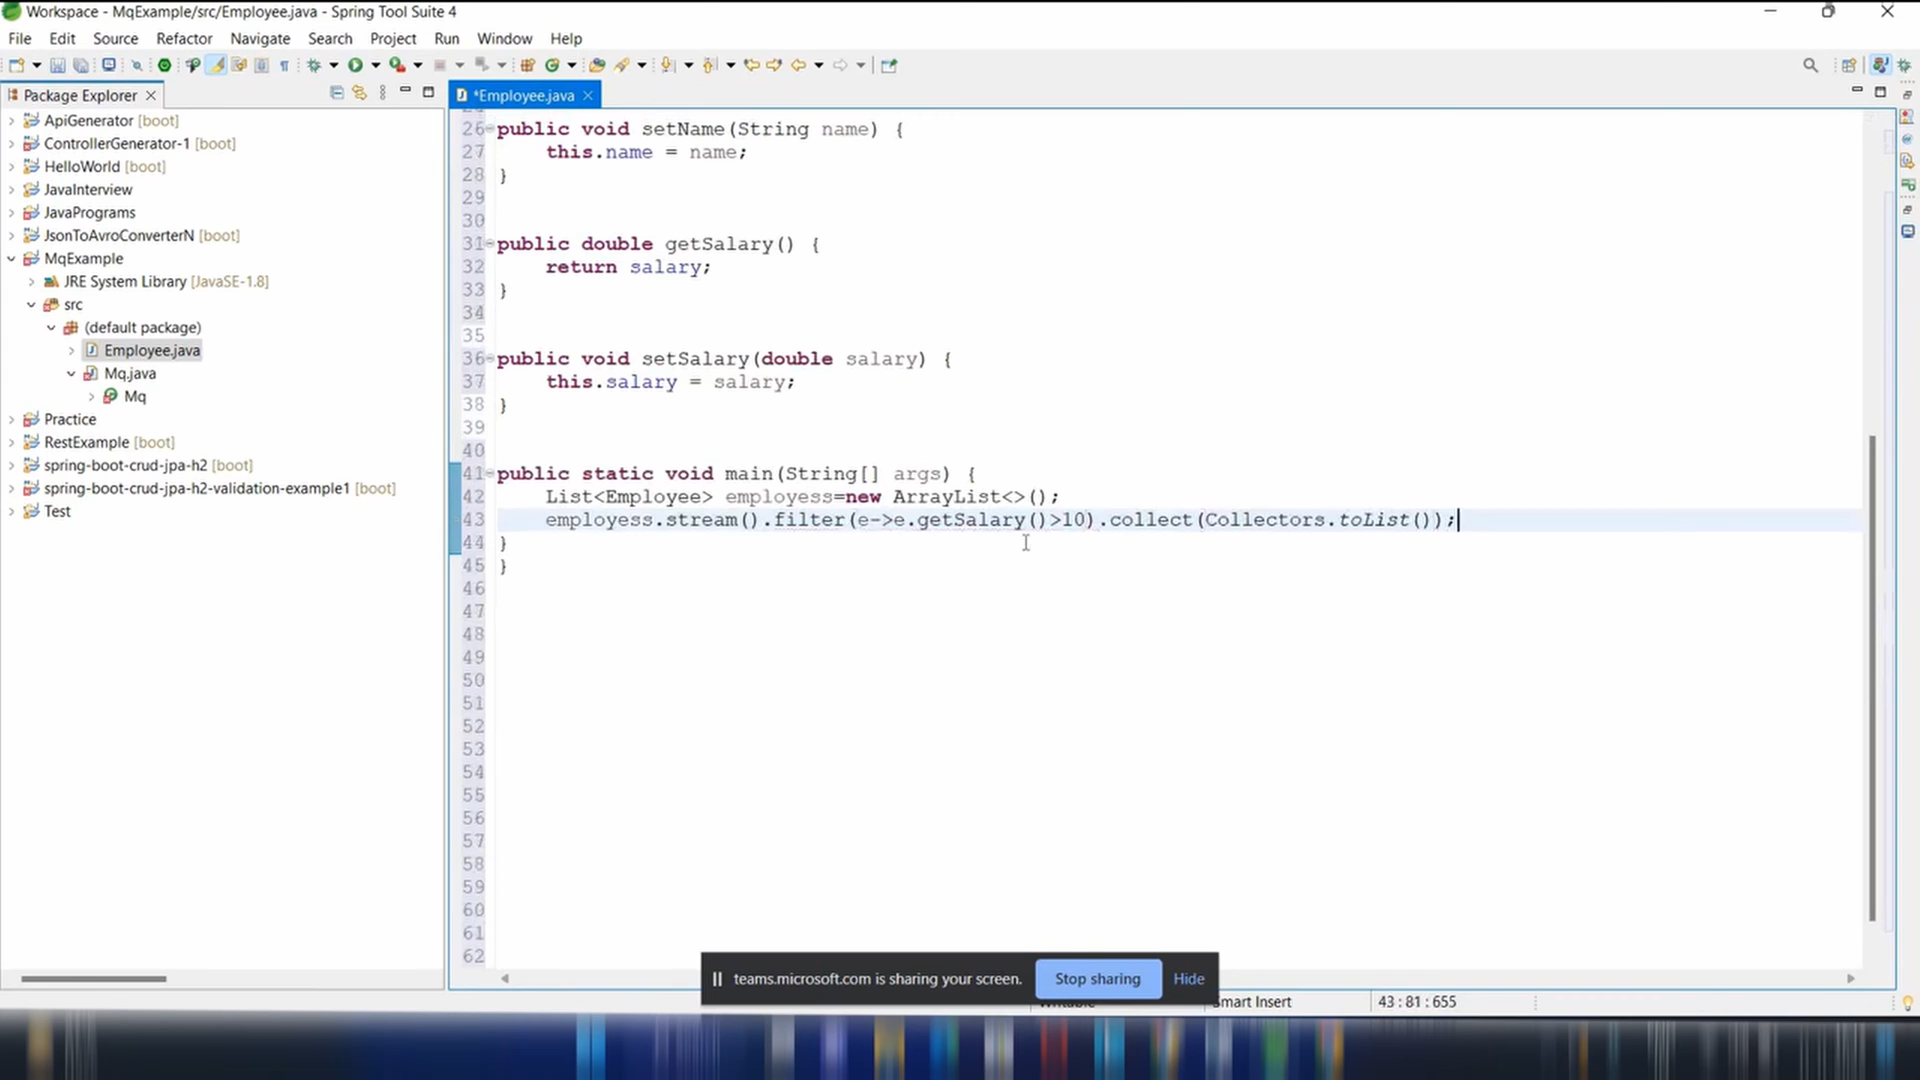 Workspace - MqExample/src/Employee.java - Spring Tool Suite 4
File Edit Source Refactor Navigate Search Project Run Window Help
Package Explorer
*Employee.java
ApiGenerator [boot]
ControllerGenerator-1 [boot]
HelloWorld [boot]
JavaInterview
JavaPrograms
JsonToAvroConverterN [boot]
MqExample
JRE System Library [JavaSE-1.8]
src
(default package)
Employee.java
Mq.java
Mq
Practice
RestExample [boot]
spring-boot-crud-jpa-h2 [boot]
spring-boot-crud-jpa-h2-validation-example1 [boot]
Test
26 public void setName(String name) {
27 this.name = name;
28 }
29
30
31 public double getSalary() {
32 return salary;
33 }
34
35
36 public void setSalary(double salary) {
37 this.salary = salary;
38 }
39
40
41 public static void main(String[] args) {
42 List<Employee> employess=new ArrayList<>();
43 employess.stream().filter(e->e.getSalary()>10).collect(Collectors.toList());
44 }
45 }
46
47
48
49
50
51
52
53
54
55
56
57
58
59
60
61
62
teams.microsoft.com is sharing your screen. Stop sharing Hide
Smart Insert 43 : 81 : 655